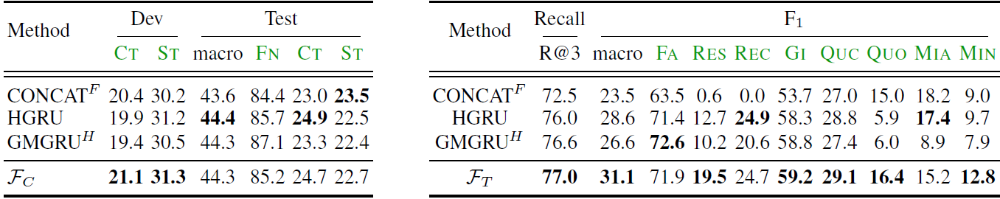 Method Dev Test
CT ST macro FN CT ST
CONCAT^F 20.4 30.2 43.6 84.4 23.0 23.5
HGRU 19.9 31.2 44.4 85.7 24.9 22.5
GMGRU^H 19.4 30.5 44.3 87.1 23.3 22.4
ℱ_C 21.1 31.3 44.3 85.2 24.7 22.7
Method Recall F₁
R@3 macro FA RES REC GI QUC QUO MIA MIN
CONCAT^F 72.5 23.5 63.5 0.6 0.0 53.7 27.0 15.0 18.2 9.0
HGRU 76.0 28.6 71.4 12.7 24.9 58.3 28.8 5.9 17.4 9.7
GMGRU^H 76.6 26.6 72.6 10.2 20.6 58.8 27.4 6.0 8.9 7.9
ℱ_T 77.0 31.1 71.9 19.5 24.7 59.2 29.1 16.4 15.2 12.8